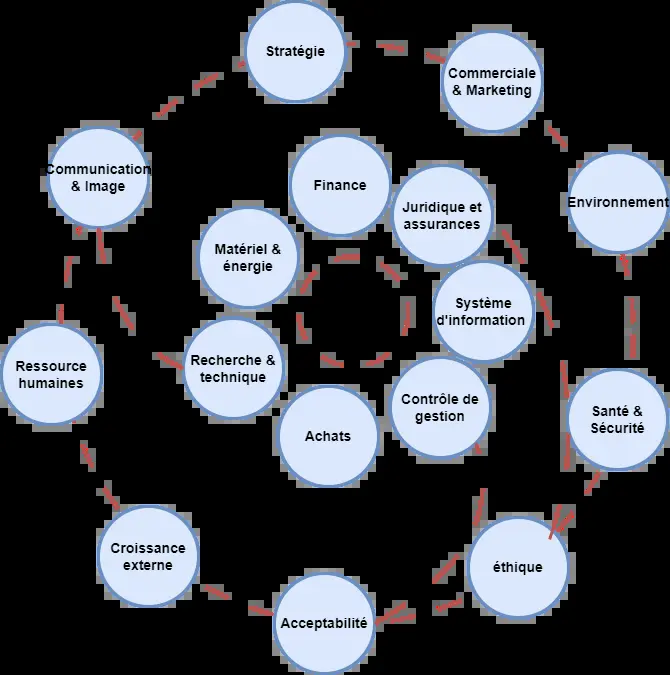 Stratégie
Commerciale
& Marketing
Communication
& Image
Finance
Environnement
Juridique et
assurances
Matériel &
énergie
Système
d'information
Ressource
humaines
Recherche &
technique
Contrôle de
gestion
Santé &
Sécurité
Achats
Croissance
externe
éthique
Acceptabilité